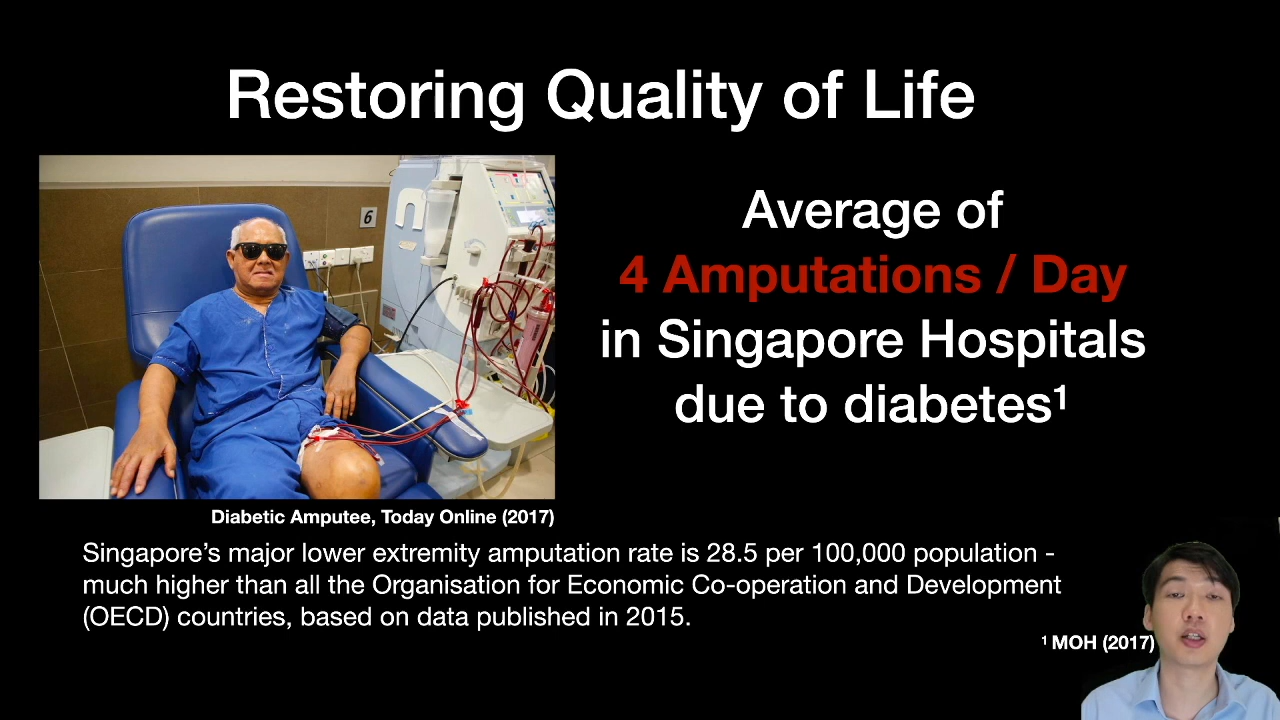 Restoring Quality of Life
6
Average of
4 Amputations / Day
in Singapore Hospitals
due to diabetes¹
Diabetic Amputee, Today Online (2017)
Singapore’s major lower extremity amputation rate is 28.5 per 100,000 population -
much higher than all the Organisation for Economic Co-operation and Development
(OECD) countries, based on data published in 2015.
¹ MOH (2017)